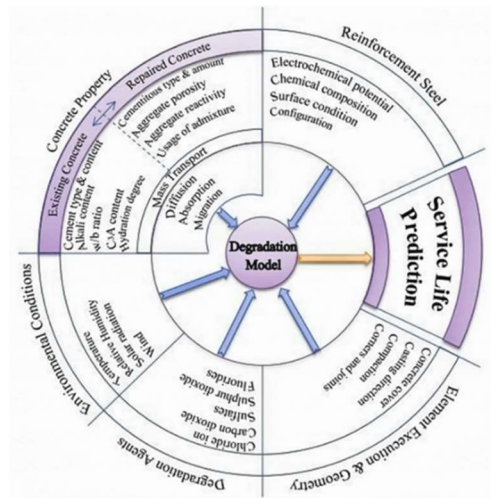 Concrete Property
Existing Concrete
Repaired Concrete
Cement type & content
Alkali content
w/b ratio
C₃A content
Hydration degree
Cementitous type & amount
Aggregate porosity
Aggregate reactivity
Usage of admixture
Mass Transport
Diffusion
Absorption
Migration
Reinforcement Steel
Electrochemical potential
Chemical composition
Surface condition
Configuration
Degradation
Model
Service Life
Prediction
Element Execution & Geometry
Concrete cover
Casting direction
Compaction
Corners and joints
Degradation Agents
Chloride ion
Carbon dioxide
Sulfates
Sulphur dioxide
Fluorides
Environmental Conditions
Temperature
Relative Humidity
Solar radiation
Wind